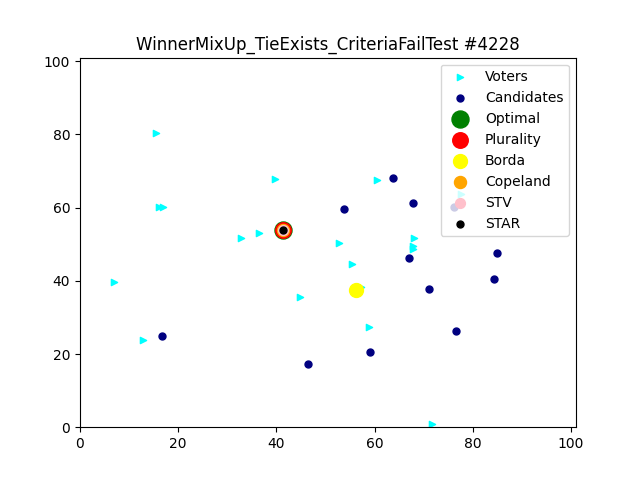 WinnerMixUp_TieExists_CriteriaFailTest #4228
100
80
60
40
20
0
0
20
40
60
80
100
Voters
Candidates
Optimal
Plurality
Borda
Copeland
STV
STAR